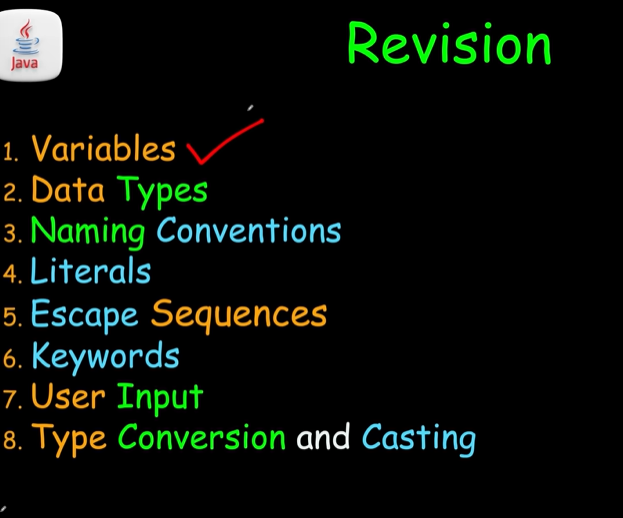 Java
Revision
1. Variables
2. Data Types
3. Naming Conventions
4. Literals
5. Escape Sequences
6. Keywords
7. User Input
8. Type Conversion and Casting